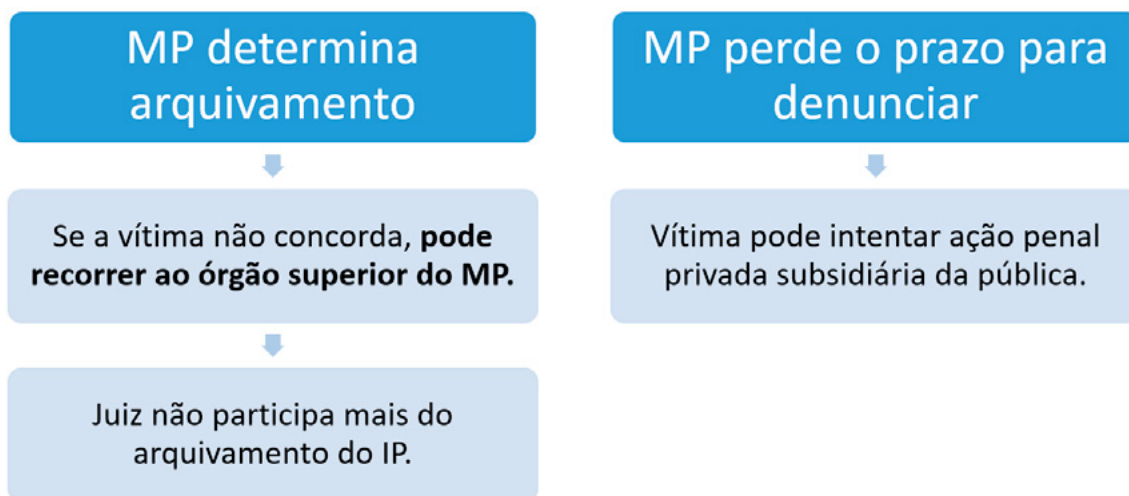 MP determina
arquivamento
Se a vítima não concorda, pode
recorrer ao órgão superior do MP.
Juiz não participa mais do
arquivamento do IP.
MP perde o prazo para
denunciar
Vítima pode intentar ação penal
privada subsidiária da pública.